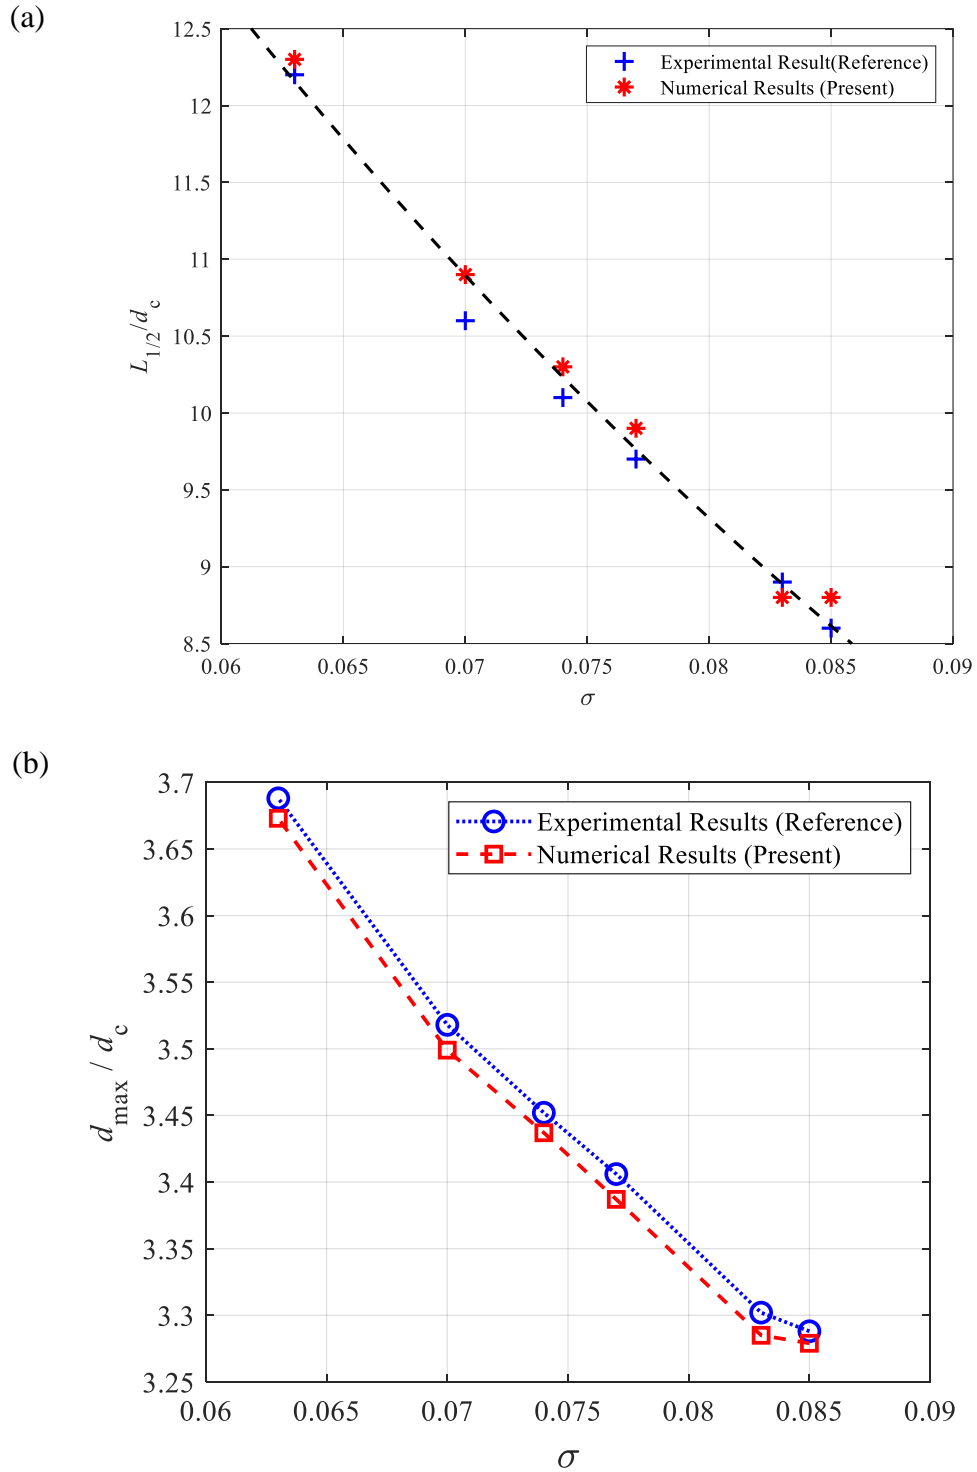 (a)
12.5
12
11.5
11
10.5
10
9.5
9
8.5
L1/2/dc
Experimental Result(Reference)
Numerical Results (Present)
0.06 0.065 0.07 0.075 0.08 0.085 0.09
σ
(b)
3.7
3.65
3.6
3.55
3.5
3.45
3.4
3.35
3.3
3.25
dmax / dc
Experimental Results (Reference)
Numerical Results (Present)
0.06 0.065 0.07 0.075 0.08 0.085 0.09
σ